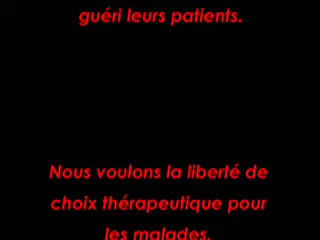 guéri leurs patients.
Nous voulons la liberté de
choix thérapeutique pour
les malades.